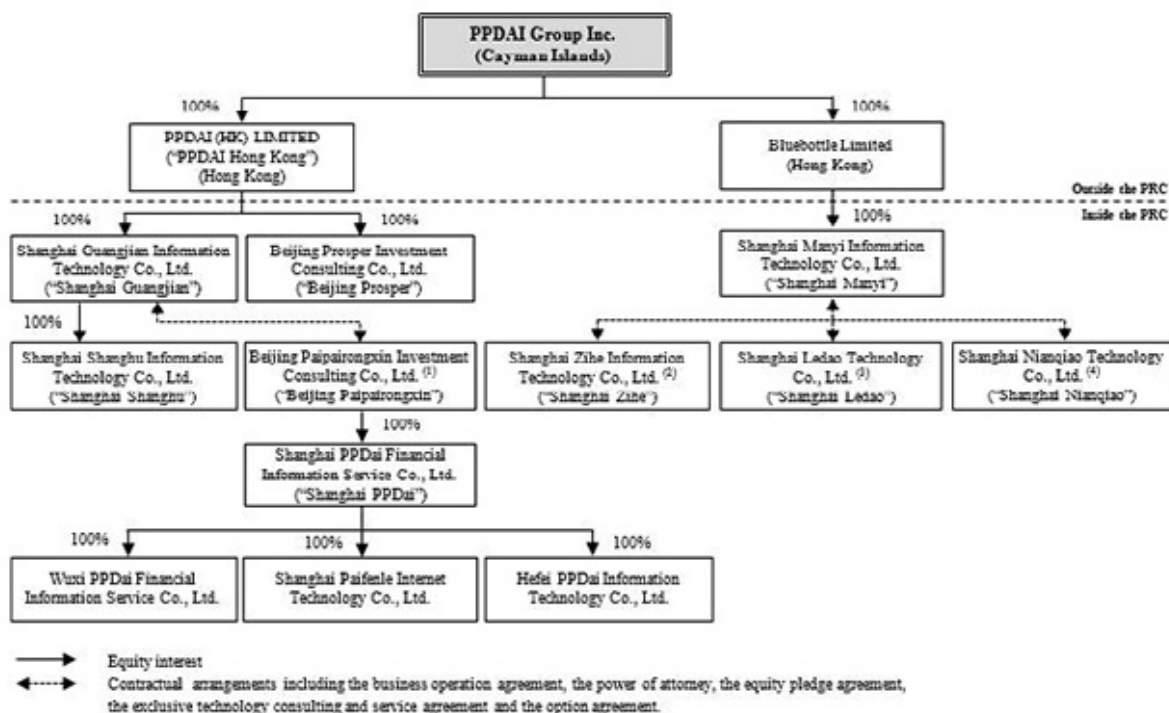 PPDAI Group Inc.
(Cayman Islands)
100%
100%
PPDAI (HK) LIMITED
(“PPDAI Hong Kong”)
(Hong Kong)
Bluebottle Limited
(Hong Kong)
Outside the PRC
Inside the PRC
100%
100%
100%
Shanghai Guangjian Information
Technology Co., Ltd.
(“Shanghai Guangjian”)
Beijing Prosper Investment
Consulting Co., Ltd.
(“Beijing Prosper”)
Shanghai Manyi Information
Technology Co., Ltd.
(“Shanghai Manyi”)
100%
Shanghai Shanghu Information
Technology Co., Ltd.
(“Shanghai Shanghu”)
Beijing Paipairongxin Investment
Consulting Co., Ltd. (1)
(“Beijing Paipairongxin”)
Shanghai Zihe Information
Technology Co., Ltd. (2)
(“Shanghai Zihe”)
Shanghai Ledao Technology
Co., Ltd. (3)
(“Shanghai Ledao”)
Shanghai Nianqiao Technology
Co., Ltd. (4)
(“Shanghai Nianqiao”)
100%
Shanghai PPDai Financial
Information Service Co., Ltd.
(“Shanghai PPDai”)
100%
100%
100%
Wuxi PPDai Financial
Information Service Co., Ltd.
Shanghai Paifenle Internet
Technology Co., Ltd.
Hefei PPDai Information
Technology Co., Ltd.
Equity interest
Contractual arrangements including the business operation agreement, the power of attorney, the equity pledge agreement,
the exclusive technology consulting and service agreement and the option agreement.